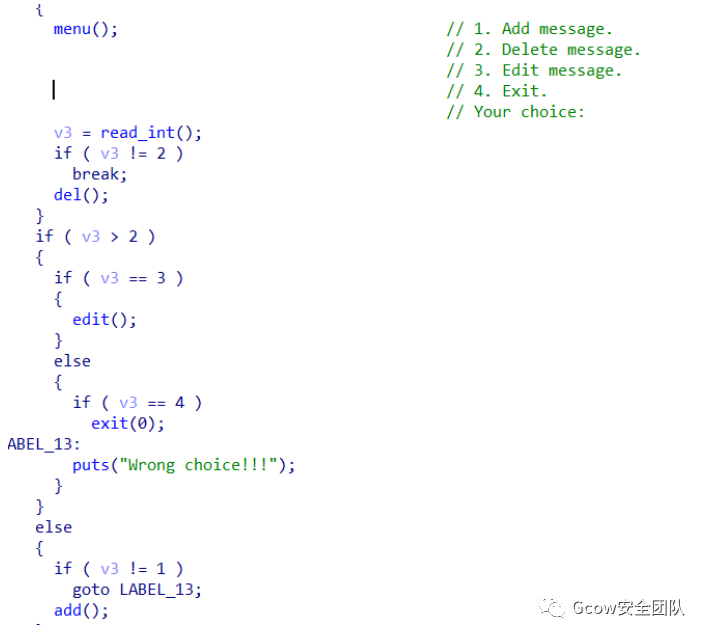 {
menu(); // 1. Add message.
// 2. Delete message.
// 3. Edit message.
// 4. Exit.
// Your choice:
v3 = read_int();
if ( v3 != 2 )
break;
del();
}
if ( v3 > 2 )
{
if ( v3 == 3 )
{
edit();
}
else
{
if ( v3 == 4 )
exit(0);
ABEL_13:
puts("Wrong choice!!!");
}
}
else
{
if ( v3 != 1 )
goto LABEL_13;
add();
Gcow安全团队